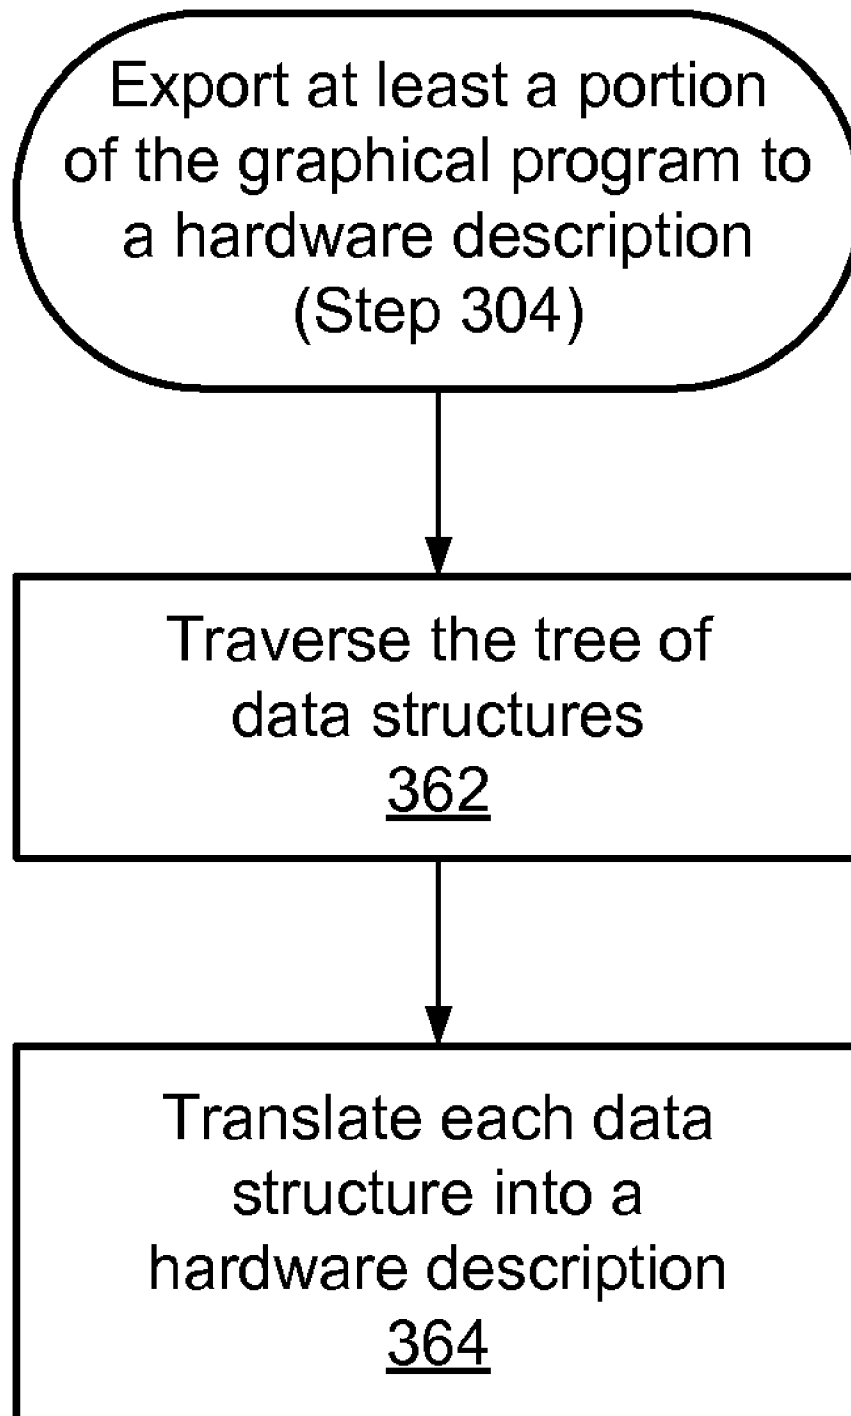 Export at least a portion
of the graphical program to
a hardware description
(Step 304)
Traverse the tree of
data structures
362
Translate each data
structure into a
hardware description
364